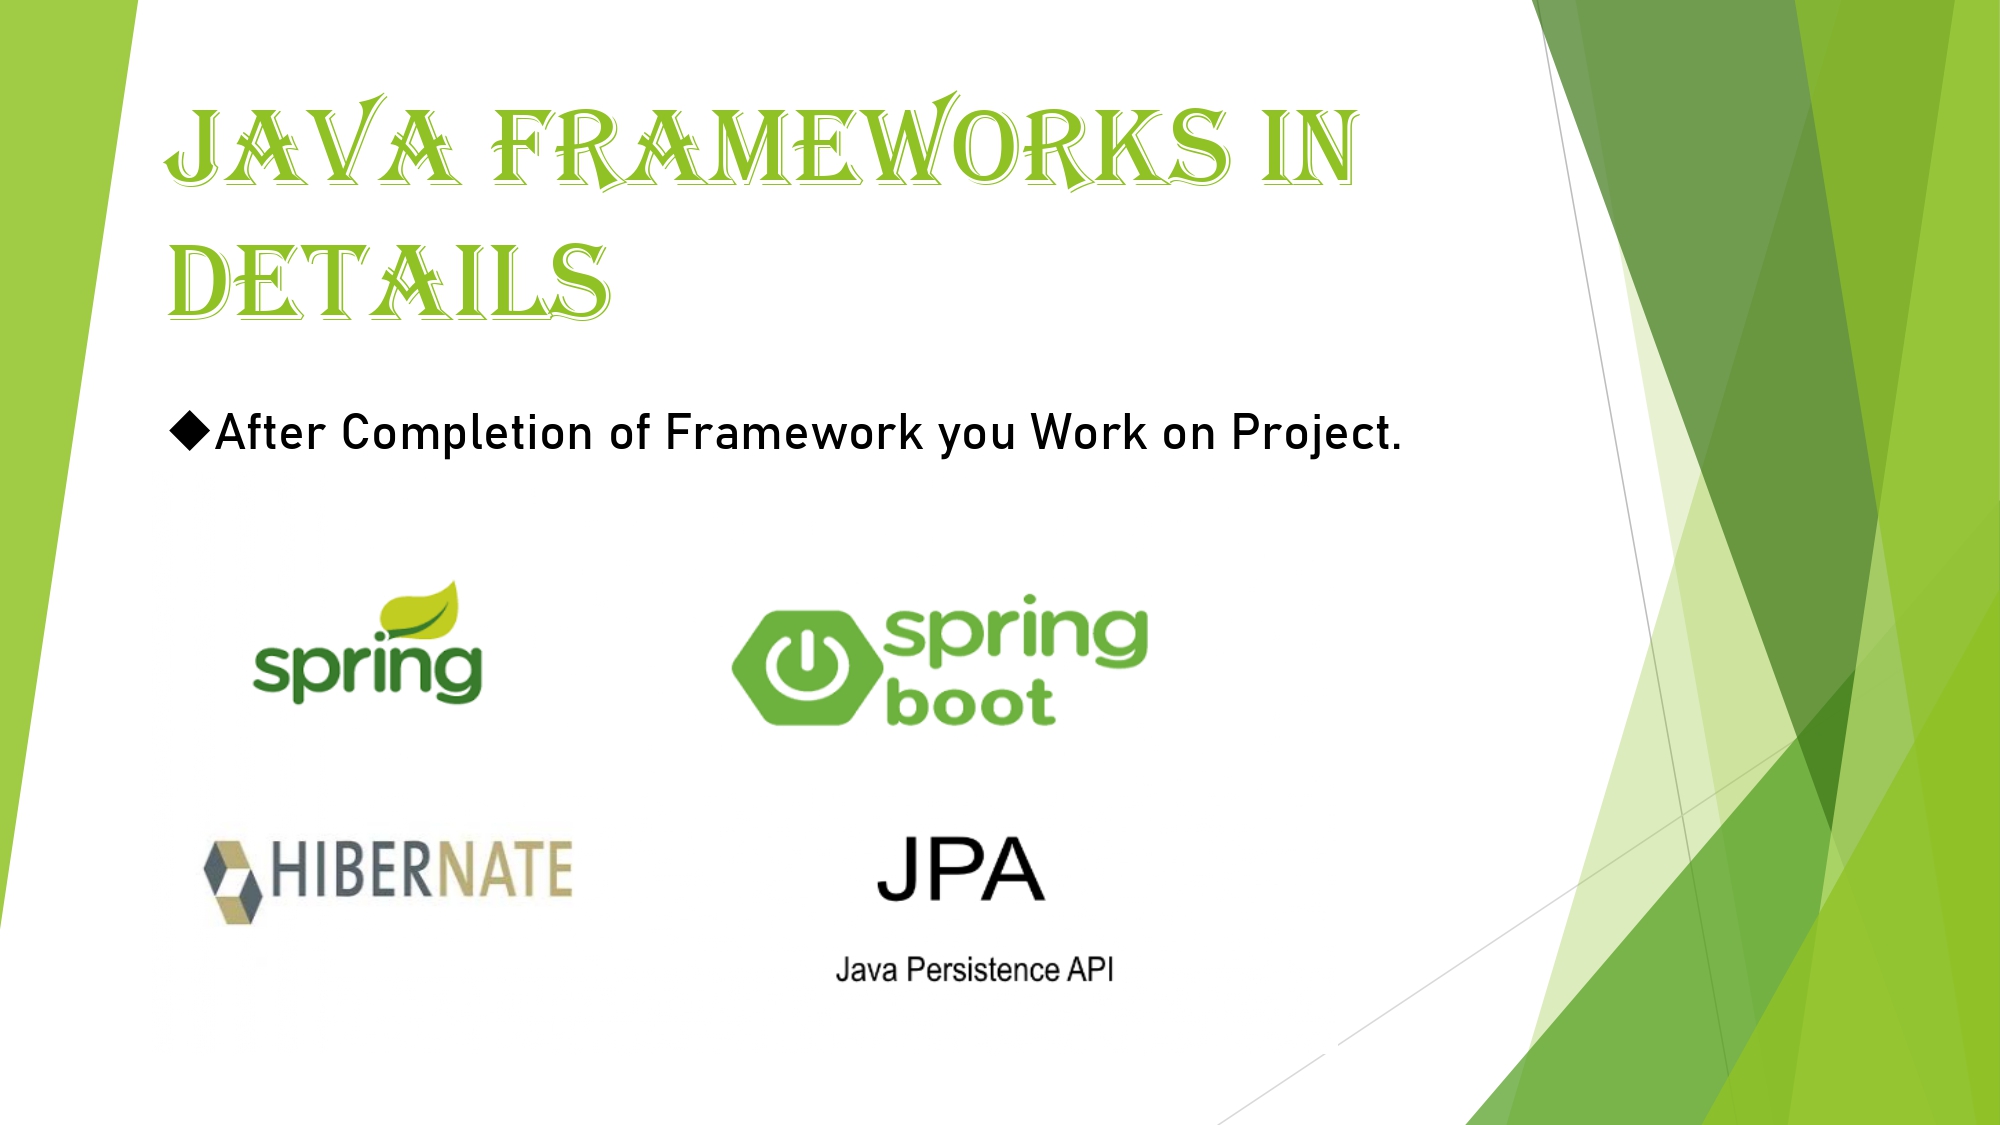 JAVA FRAMEWORKS IN
DETAILS
◆After Completion of Framework you Work on Project.
spring
spring
boot
HIBERNATE
JPA
Java Persistence API